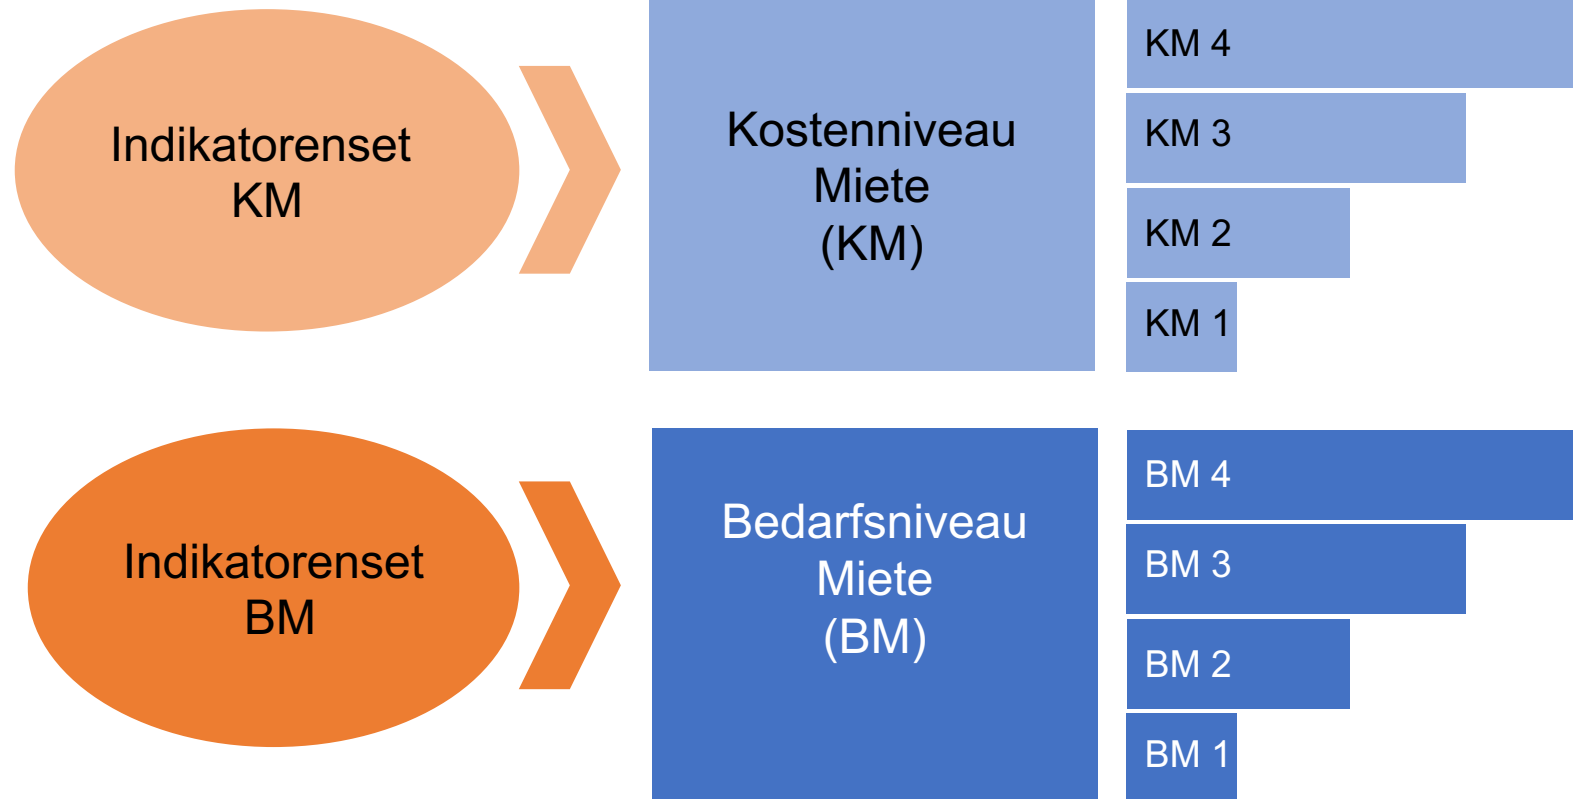 Indikatorenset
KM
Kostenniveau
Miete
(KM)
KM 4
KM 3
KM 2
KM 1
Indikatorenset
BM
Bedarfsniveau
Miete
(BM)
BM 4
BM 3
BM 2
BM 1